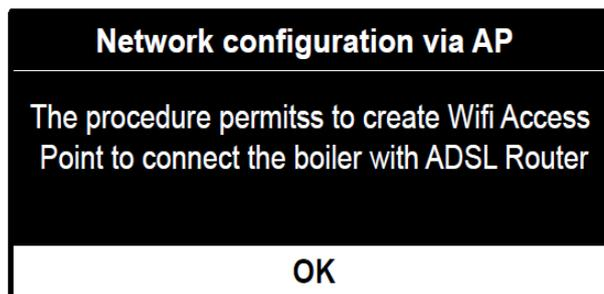 Network configuration via AP
The procedure permitss to create Wifi Access
Point to connect the boiler with ADSL Router
OK